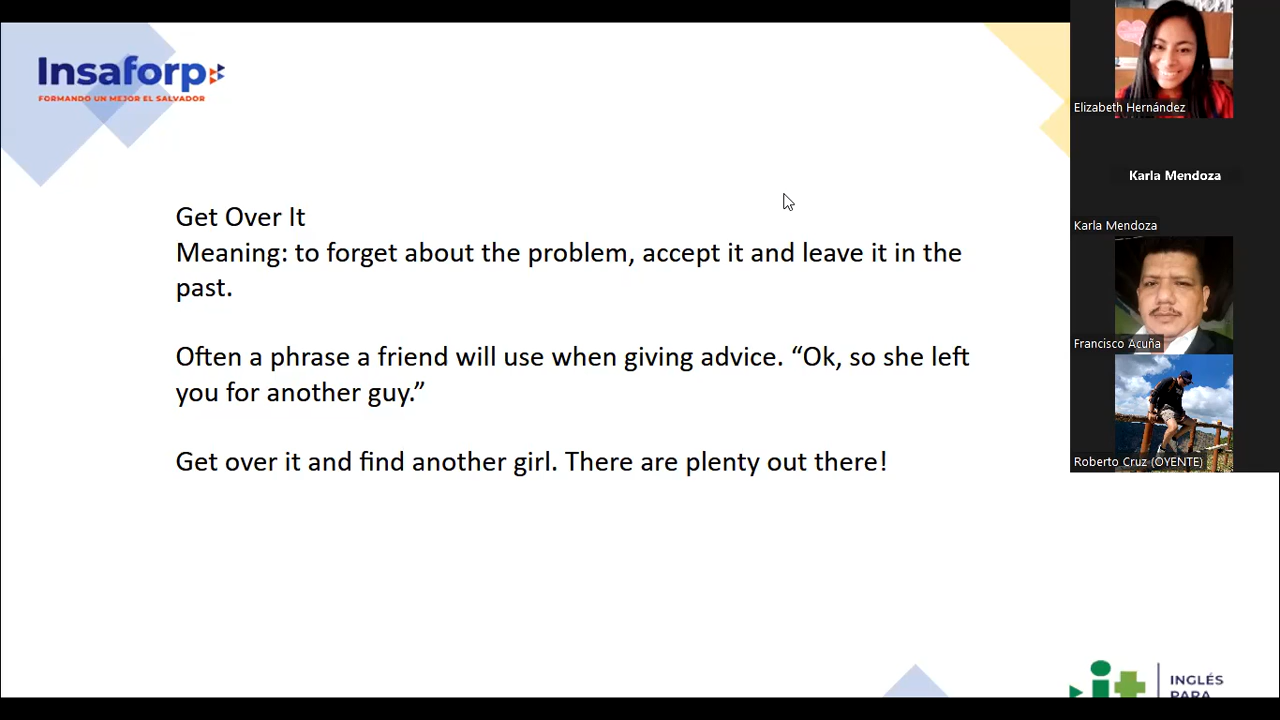 Insaforp
FORMANDO UN MEJOR EL SALVADOR
Get Over It
Meaning: to forget about the problem, accept it and leave it in the
past.
Often a phrase a friend will use when giving advice. “Ok, so she left
you for another guy.”
Get over it and find another girl. There are plenty out there!
Elizabeth Hernández
Karla Mendoza
Karla Mendoza
Francisco Acuña
Roberto Cruz (OYENTE)
it
INGLÉS
PARA